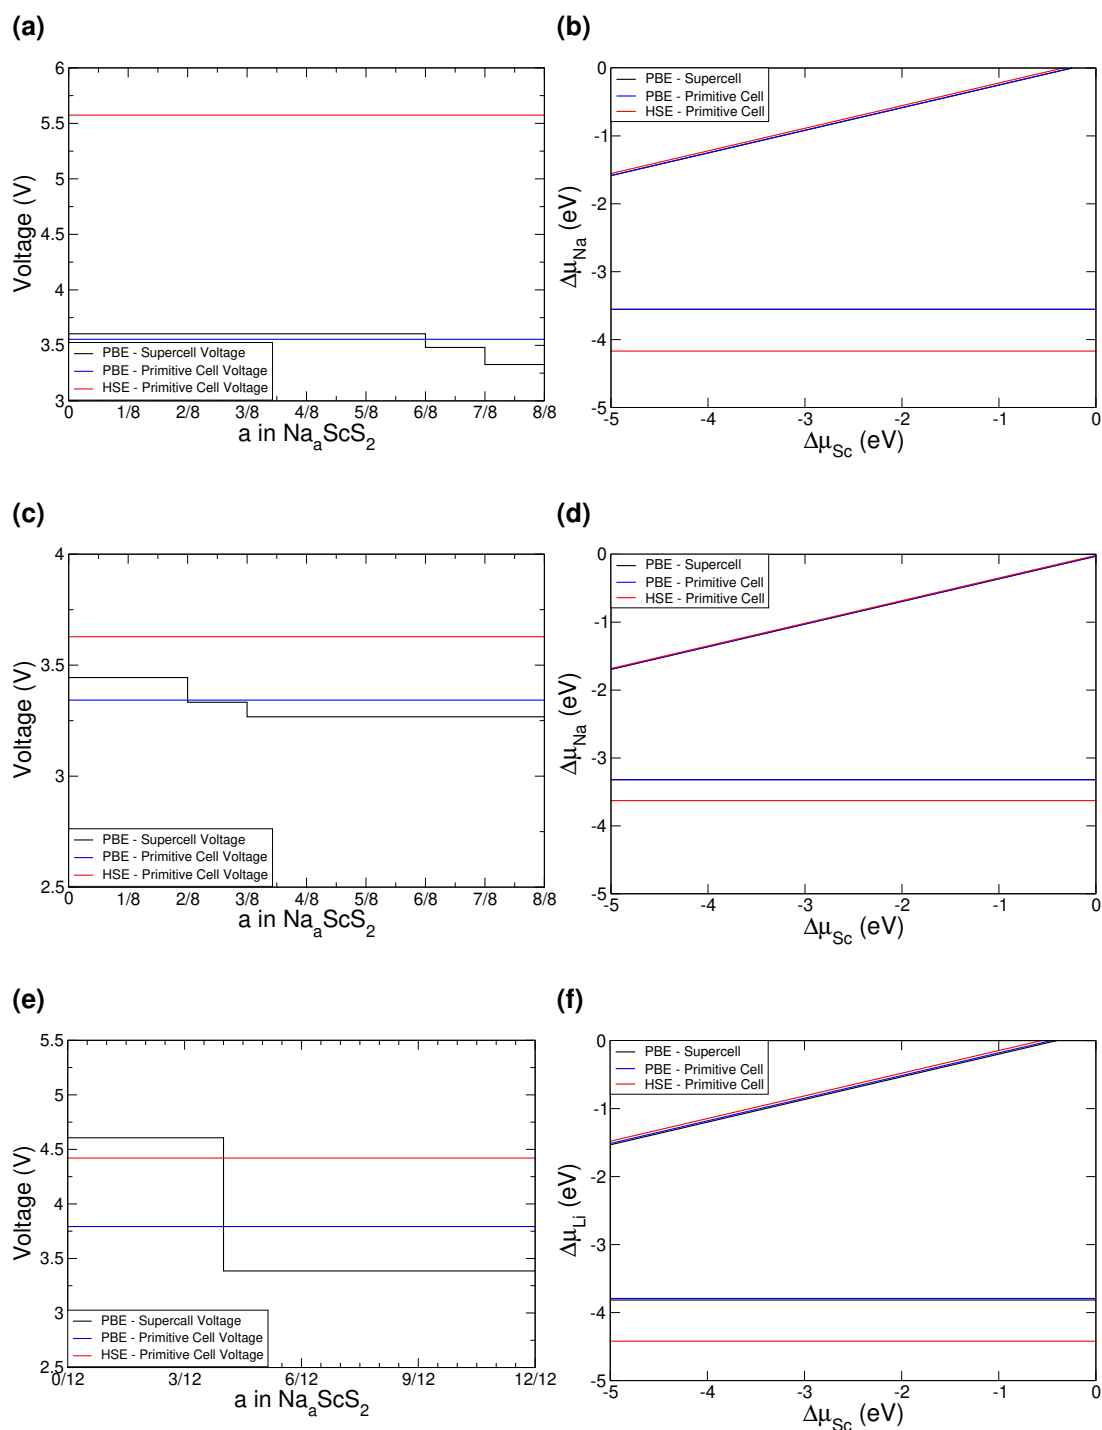 (a)
Voltage (V)
6
5.5
5
4.5
4
3.5
3
PBE - Supercell Voltage
PBE - Primitive Cell Voltage
HSE - Primitive Cell Voltage
0 1/8 2/8 3/8 4/8 5/8 6/8 7/8 8/8
a in Na_aScS_2
(b)
Δμ_Na (eV)
0
-1
-2
-3
-4
-5
PBE - Supercell
PBE - Primitive Cell
HSE - Primitive Cell
-5 -4 -3 -2 -1 0
Δμ_Sc (eV)
(c)
Voltage (V)
4
3.5
3
2.5
PBE - Supercell Voltage
PBE - Primitive Cell Voltage
HSE - Primitive Cell Voltage
0 1/8 2/8 3/8 4/8 5/8 6/8 7/8 8/8
a in Na_aScS_2
(d)
Δμ_Na (eV)
0
-1
-2
-3
-4
-5
PBE - Supercell
PBE - Primitive Cell
HSE - Primitive Cell
-5 -4 -3 -2 -1 0
Δμ_Sc (eV)
(e)
Voltage (V)
5.5
5
4.5
4
3.5
3
2.5
PBE - Supercall Voltage
PBE - Primitive Cell Voltage
HSE - Primitive Cell Voltage
0/12 3/12 6/12 9/12 12/12
a in Na_aScS_2
(f)
Δμ_Li (eV)
0
-1
-2
-3
-4
-5
PBE - Supercell
PBE - Primitive Cell
HSE - Primitive Cell
-5 -4 -3 -2 -1 0
Δμ_Sc (eV)